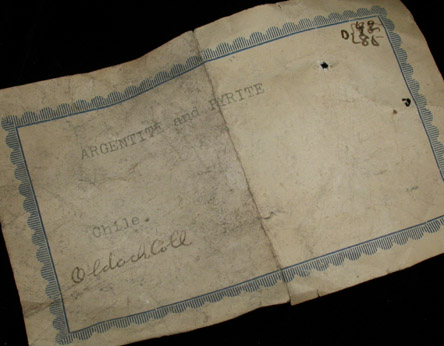 ARGENTITE and PYRITE
Chile.
Oldach Coll